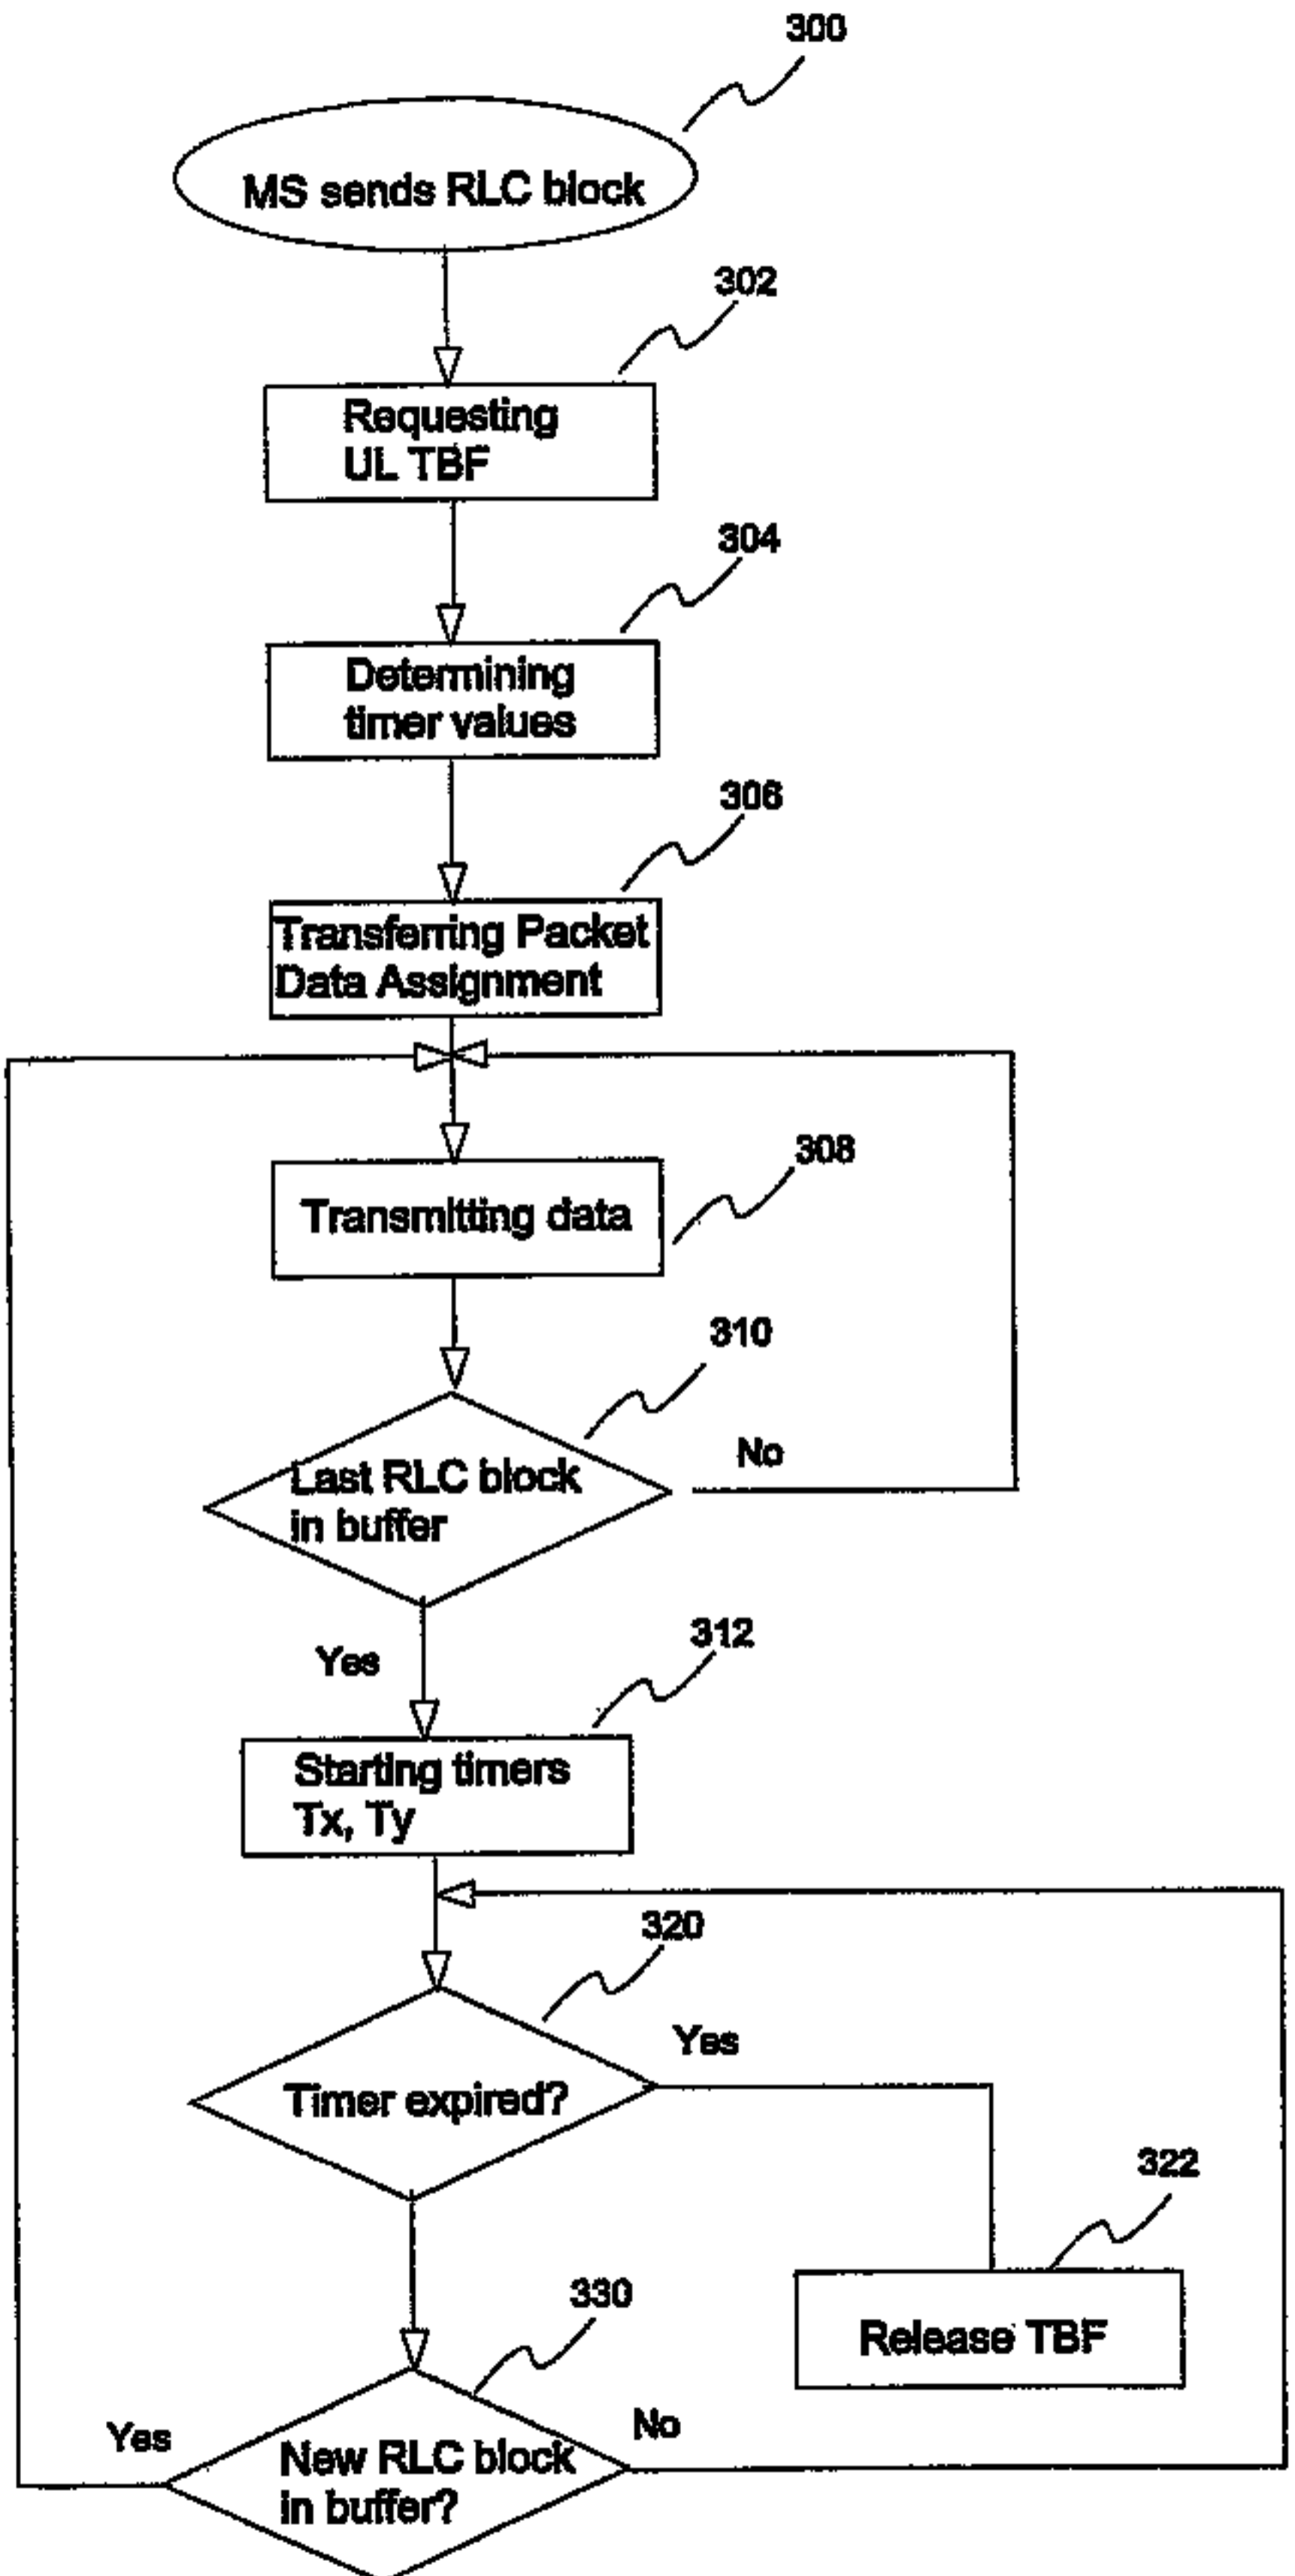 300
MS sends RLC block
302
Requesting
UL TBF
304
Determining
timer values
306
Transferring Packet
Data Assignment
308
Transmitting data
310
Last RLC block
in buffer
No
Yes
312
Starting timers
Tx, Ty
320
Timer expired?
Yes
322
Release TBF
330
New RLC block
in buffer?
Yes
No